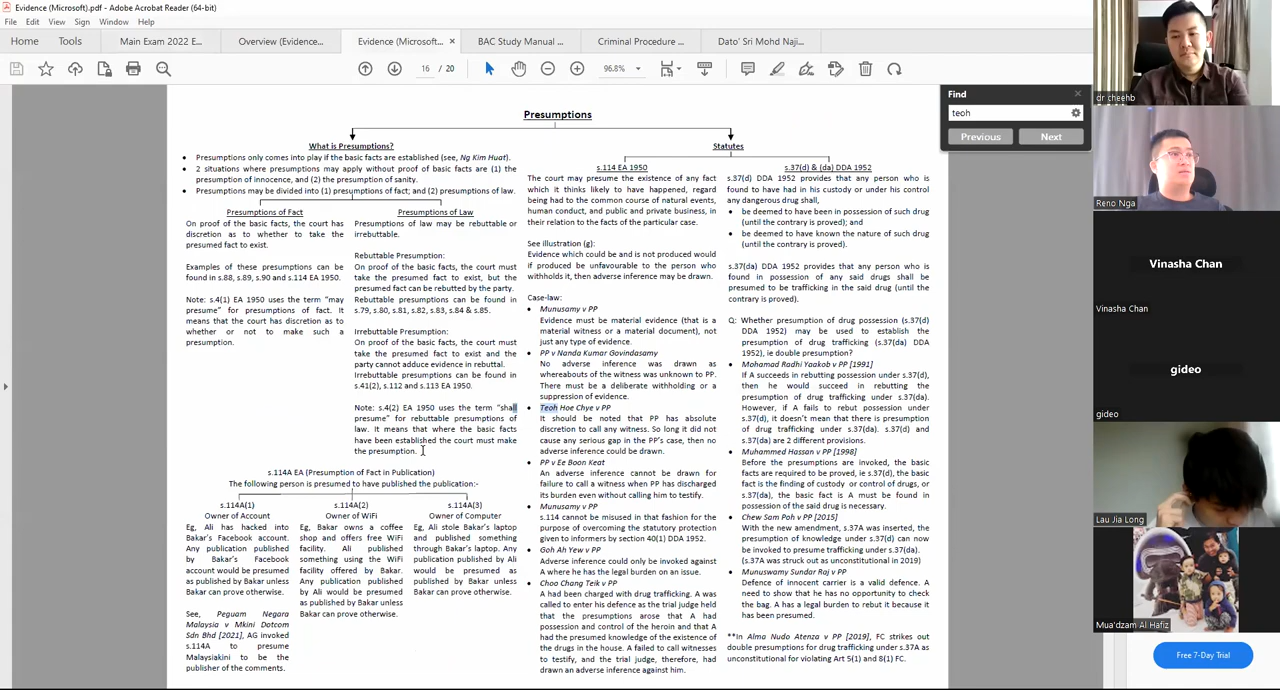 Evidence (Microsoft).pdf - Adobe Acrobat Reader (64-bit)
File Edit View Sign Window Help
Home Tools Main Exam 2022 E... Overview (Evidence... Evidence (Microsoft... × BAC Study Manual ... Criminal Procedure ... Dato' Sri Mohd Naji...
16 / 20 96.8%
Find
teoh
Previous Next
Presumptions
What is Presumptions?
• Presumptions only comes into play if the basic facts are established (see, Ng Kim Huat).
• 2 situations where presumptions may apply without proof of basic facts are (1) the
presumption of innocence, and (2) the presumption of sanity.
• Presumptions may be divided into (1) presumptions of fact; and (2) presumptions of law.
Presumptions of Fact
On proof of the basic facts, the court has
discretion as to whether to take the
presumed fact to exist.
Examples of these presumptions can be
found in s.88, s.89, s.90 and s.114 EA 1950.
Note: s.4(1) EA 1950 uses the term “may
presume” for presumptions of fact. It
means that the court has discretion as to
whether or not to make such a
presumption.
Presumptions of Law
Presumptions of law may be rebuttable or
irrebuttable.
Rebuttable Presumption:
On proof of the basic facts, the court must
take the presumed fact to exist, but the
presumed fact can be rebutted by the party.
Rebuttable presumptions can be found in
s.79, s.80, s.81, s.82, s.83, s.84 & s.85.
Irrebuttable Presumption:
On proof of the basic facts, the court must
take the presumed fact to exist and the
party cannot adduce evidence in rebuttal.
Irrebuttable presumptions can be found in
s.41(2), s.112 and s.113 EA 1950.
Note: s.4(2) EA 1950 uses the term “shall
presume” for rebuttable presumptions of
law. It means that where the basic facts
have been established the court must make
the presumption.
s.114A EA (Presumption of Fact in Publication)
The following person is presumed to have published the publication:-
s.114A(1)
Owner of Account
Eg, Ali has hacked into
Bakar’s Facebook account.
Any publication published
by Bakar’s Facebook
account would be presumed
as published by Bakar unless
Bakar can prove otherwise.
See, Peguam Negara
Malaysia v Mkini Dotcom
Sdn Bhd [2021], AG invoked
s.114A to presume
Malaysiakini to be the
publisher of the comments.
s.114A(2)
Owner of WiFi
Eg, Bakar owns a coffee
shop and offers free WiFi
facility. Ali published
something using the WiFi
facility offered by Bakar.
Any publication published
by Ali would be presumed
as published by Bakar unless
Bakar can prove otherwise.
s.114A(3)
Owner of Computer
Eg, Ali stole Bakar’s laptop
and published something
through Bakar’s laptop. Any
publication published by Ali
would be presumed as
published by Bakar unless
Bakar can prove otherwise.
Statutes
s.114 EA 1950
The court may presume the existence of any fact
which it thinks likely to have happened, regard
being had to the common course of natural events,
human conduct, and public and private business, in
their relation to the facts of the particular case.
See illustration (g):
Evidence which could be and is not produced would
if produced be unfavourable to the person who
withholds it, then adverse inference may be drawn.
Case-law:
• Munusamy v PP
Evidence must be material evidence (that is a
material witness or a material document), not
just any type of evidence.
• PP v Nanda Kumar Govindasamy
No adverse inference was drawn as
whereabouts of the witness was unknown to PP.
There must be a deliberate withholding or a
suppression of evidence.
• Teoh Hoe Chye v PP
It should be noted that PP has absolute
discretion to call any witness. So long it did not
cause any serious gap in the PP’s case, then no
adverse inference could be drawn.
• PP v Ee Boon Keat
An adverse inference cannot be drawn for
failure to call a witness when PP has discharged
its burden even without calling him to testify.
• Munusamy v PP
s.114 cannot be misused in that fashion for the
purpose of overcoming the statutory protection
given to informers by section 40(1) DDA 1952.
• Goh Ah Yew v PP
Adverse inference could only be invoked against
A where he has the legal burden on an issue.
• Choo Chang Teik v PP
A had been charged with drug trafficking. A was
called to enter his defence as the trial judge held
that the presumptions arose that A had
possession and control of the heroin and that A
had the presumed knowledge of the existence of
the drugs in the house. A failed to call witnesses
to testify, and the trial judge, therefore, had
drawn an adverse inference against him.
s.37(d) & (da) DDA 1952
s.37(d) DDA 1952 provides that any person who is
found to have had in his custody or under his control
any dangerous drug shall,
• be deemed to have been in possession of such drug
(until the contrary is proved); and
• be deemed to have known the nature of such drug
(until the contrary is proved).
s.37(da) DDA 1952 provides that any person who is
found in possession of any said drugs shall be
presumed to be trafficking in the said drug (until the
contrary is proves).
Q: Whether presumption of drug possession (s.37(d)
DDA 1952) may be used to establish the
presumption of drug trafficking (s.37(da) DDA
1952), ie double presumption?
• Mohamad Radhi Yaakob v PP [1991]
If A succeeds in rebutting possession under s.37(d),
then he would succeed in rebutting the
presumption of drug trafficking under s.37(da).
However, if A fails to rebut possession under
s.37(d), it doesn’t mean that there is presumption
of drug trafficking under s.37(da). s.37(d) and
s.37(da) are 2 different provisions.
• Muhammed Hassan v PP [1998]
Before the presumptions are invoked, the basic
facts are required to be proved, ie s.37(d), the basic
fact is the finding of custody or control of drugs, or
s.37(da), the basic fact is A must be found in
possession of the said drug is necessary.
• Chew Sam Poh v PP [2015]
With the new amendment, s.37A was inserted, the
presumption of knowledge under s.37(d) can now
be invoked to presume trafficking under s.37(da).
(s.37A was struck out as unconstitutional in 2019)
• Munuswamy Sundar Raj v PP
Defence of innocent carrier is a valid defence. A
need to show that he has no opportunity to check
the bag. A has a legal burden to rebut it because it
has been presumed.
**In Alma Nudo Atenza v PP [2019], FC strikes out
double presumptions for drug trafficking under s.37A as
unconstitutional for violating Art 5(1) and 8(1) FC.
dr cheehb
Reno Nga
Vinasha Chan
Vinasha Chan
gideo
gideo
Lau Jia Long
Mua'dzam Al Hafiz
Free 7-Day Trial